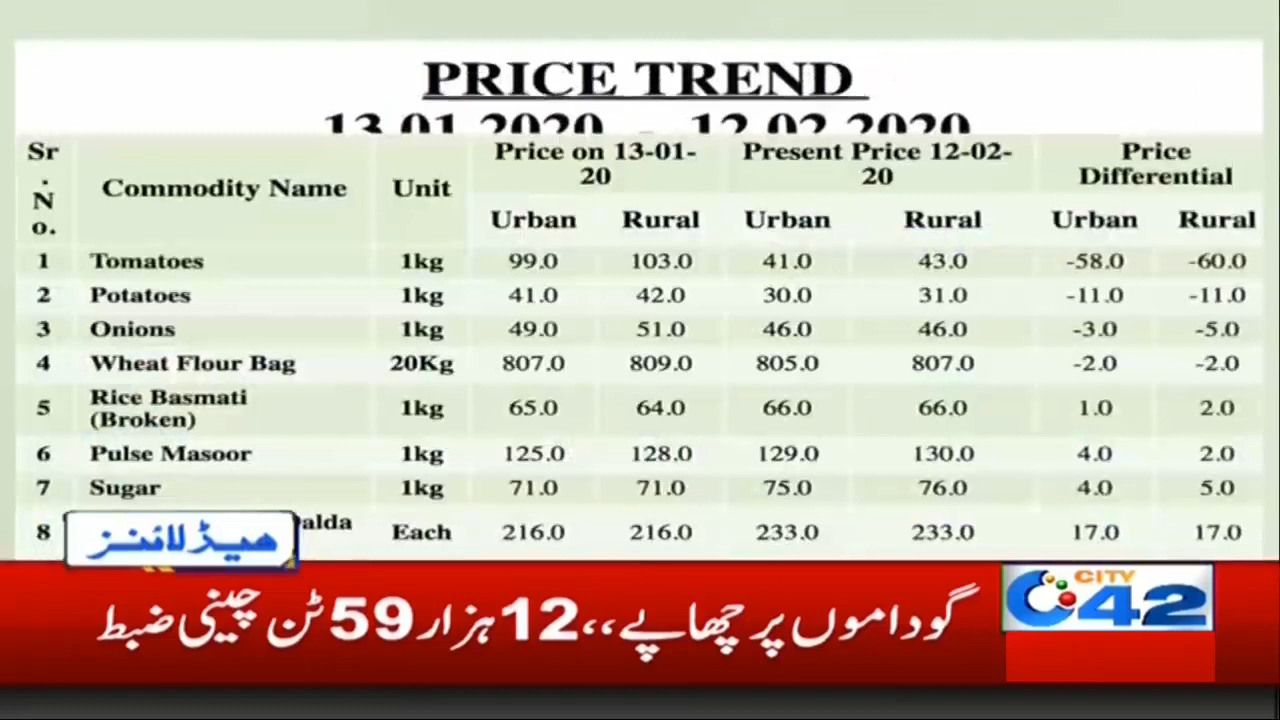 PRICE TREND
13.01.2020 - 12.02.2020
Sr. No. Commodity Name Unit Price on 13-01-20 Present Price 12-02-20 Price Differential
Urban Rural Urban Rural Urban Rural
1 Tomatoes 1kg 99.0 103.0 41.0 43.0 -58.0 -60.0
2 Potatoes 1kg 41.0 42.0 30.0 31.0 -11.0 -11.0
3 Onions 1kg 49.0 51.0 46.0 46.0 -3.0 -5.0
4 Wheat Flour Bag 20Kg 807.0 809.0 805.0 807.0 -2.0 -2.0
5 Rice Basmati (Broken) 1kg 65.0 64.0 66.0 66.0 1.0 2.0
6 Pulse Masoor 1kg 125.0 128.0 129.0 130.0 4.0 2.0
7 Sugar 1kg 71.0 71.0 75.0 76.0 4.0 5.0
8 Each 216.0 216.0 233.0 233.0 17.0 17.0
ھیڈلائنز
گوداموں پر چھاپے،،12 ہزار 59 ٹن چینی ضبط
CITY
42